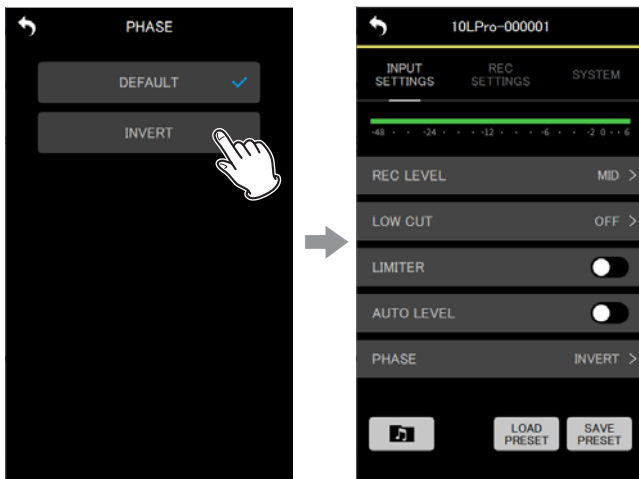 PHASE
DEFAULT
INVERT
10LPro-000001
INPUT
SETTINGS
REC
SETTINGS
SYSTEM
-48 · · -24 · · · -12 · · · · -6 · · -2 0 · · 6
REC LEVEL MID >
LOW CUT OFF >
LIMITER
AUTO LEVEL
PHASE INVERT >
LOAD
PRESET
SAVE
PRESET